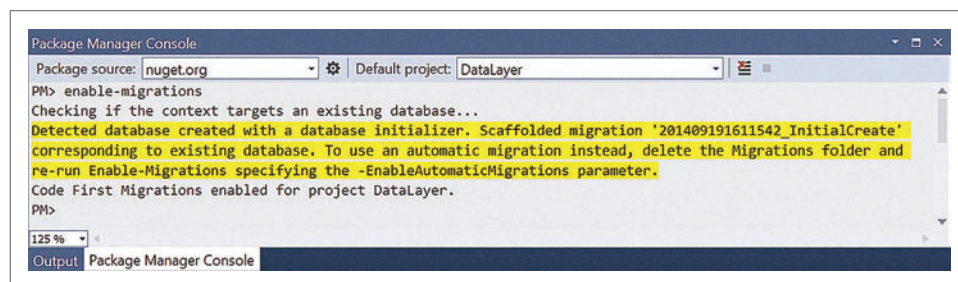 Package Manager Console
Package source: nuget.org Default project: DataLayer
PM> enable-migrations
Checking if the context targets an existing database...
Detected database created with a database initializer. Scaffolded migration '201409191611542_InitialCreate'
corresponding to existing database. To use an automatic migration instead, delete the Migrations folder and
re-run Enable-Migrations specifying the -EnableAutomaticMigrations parameter.
Code First Migrations enabled for project DataLayer.
PM>
125 %
Output Package Manager Console